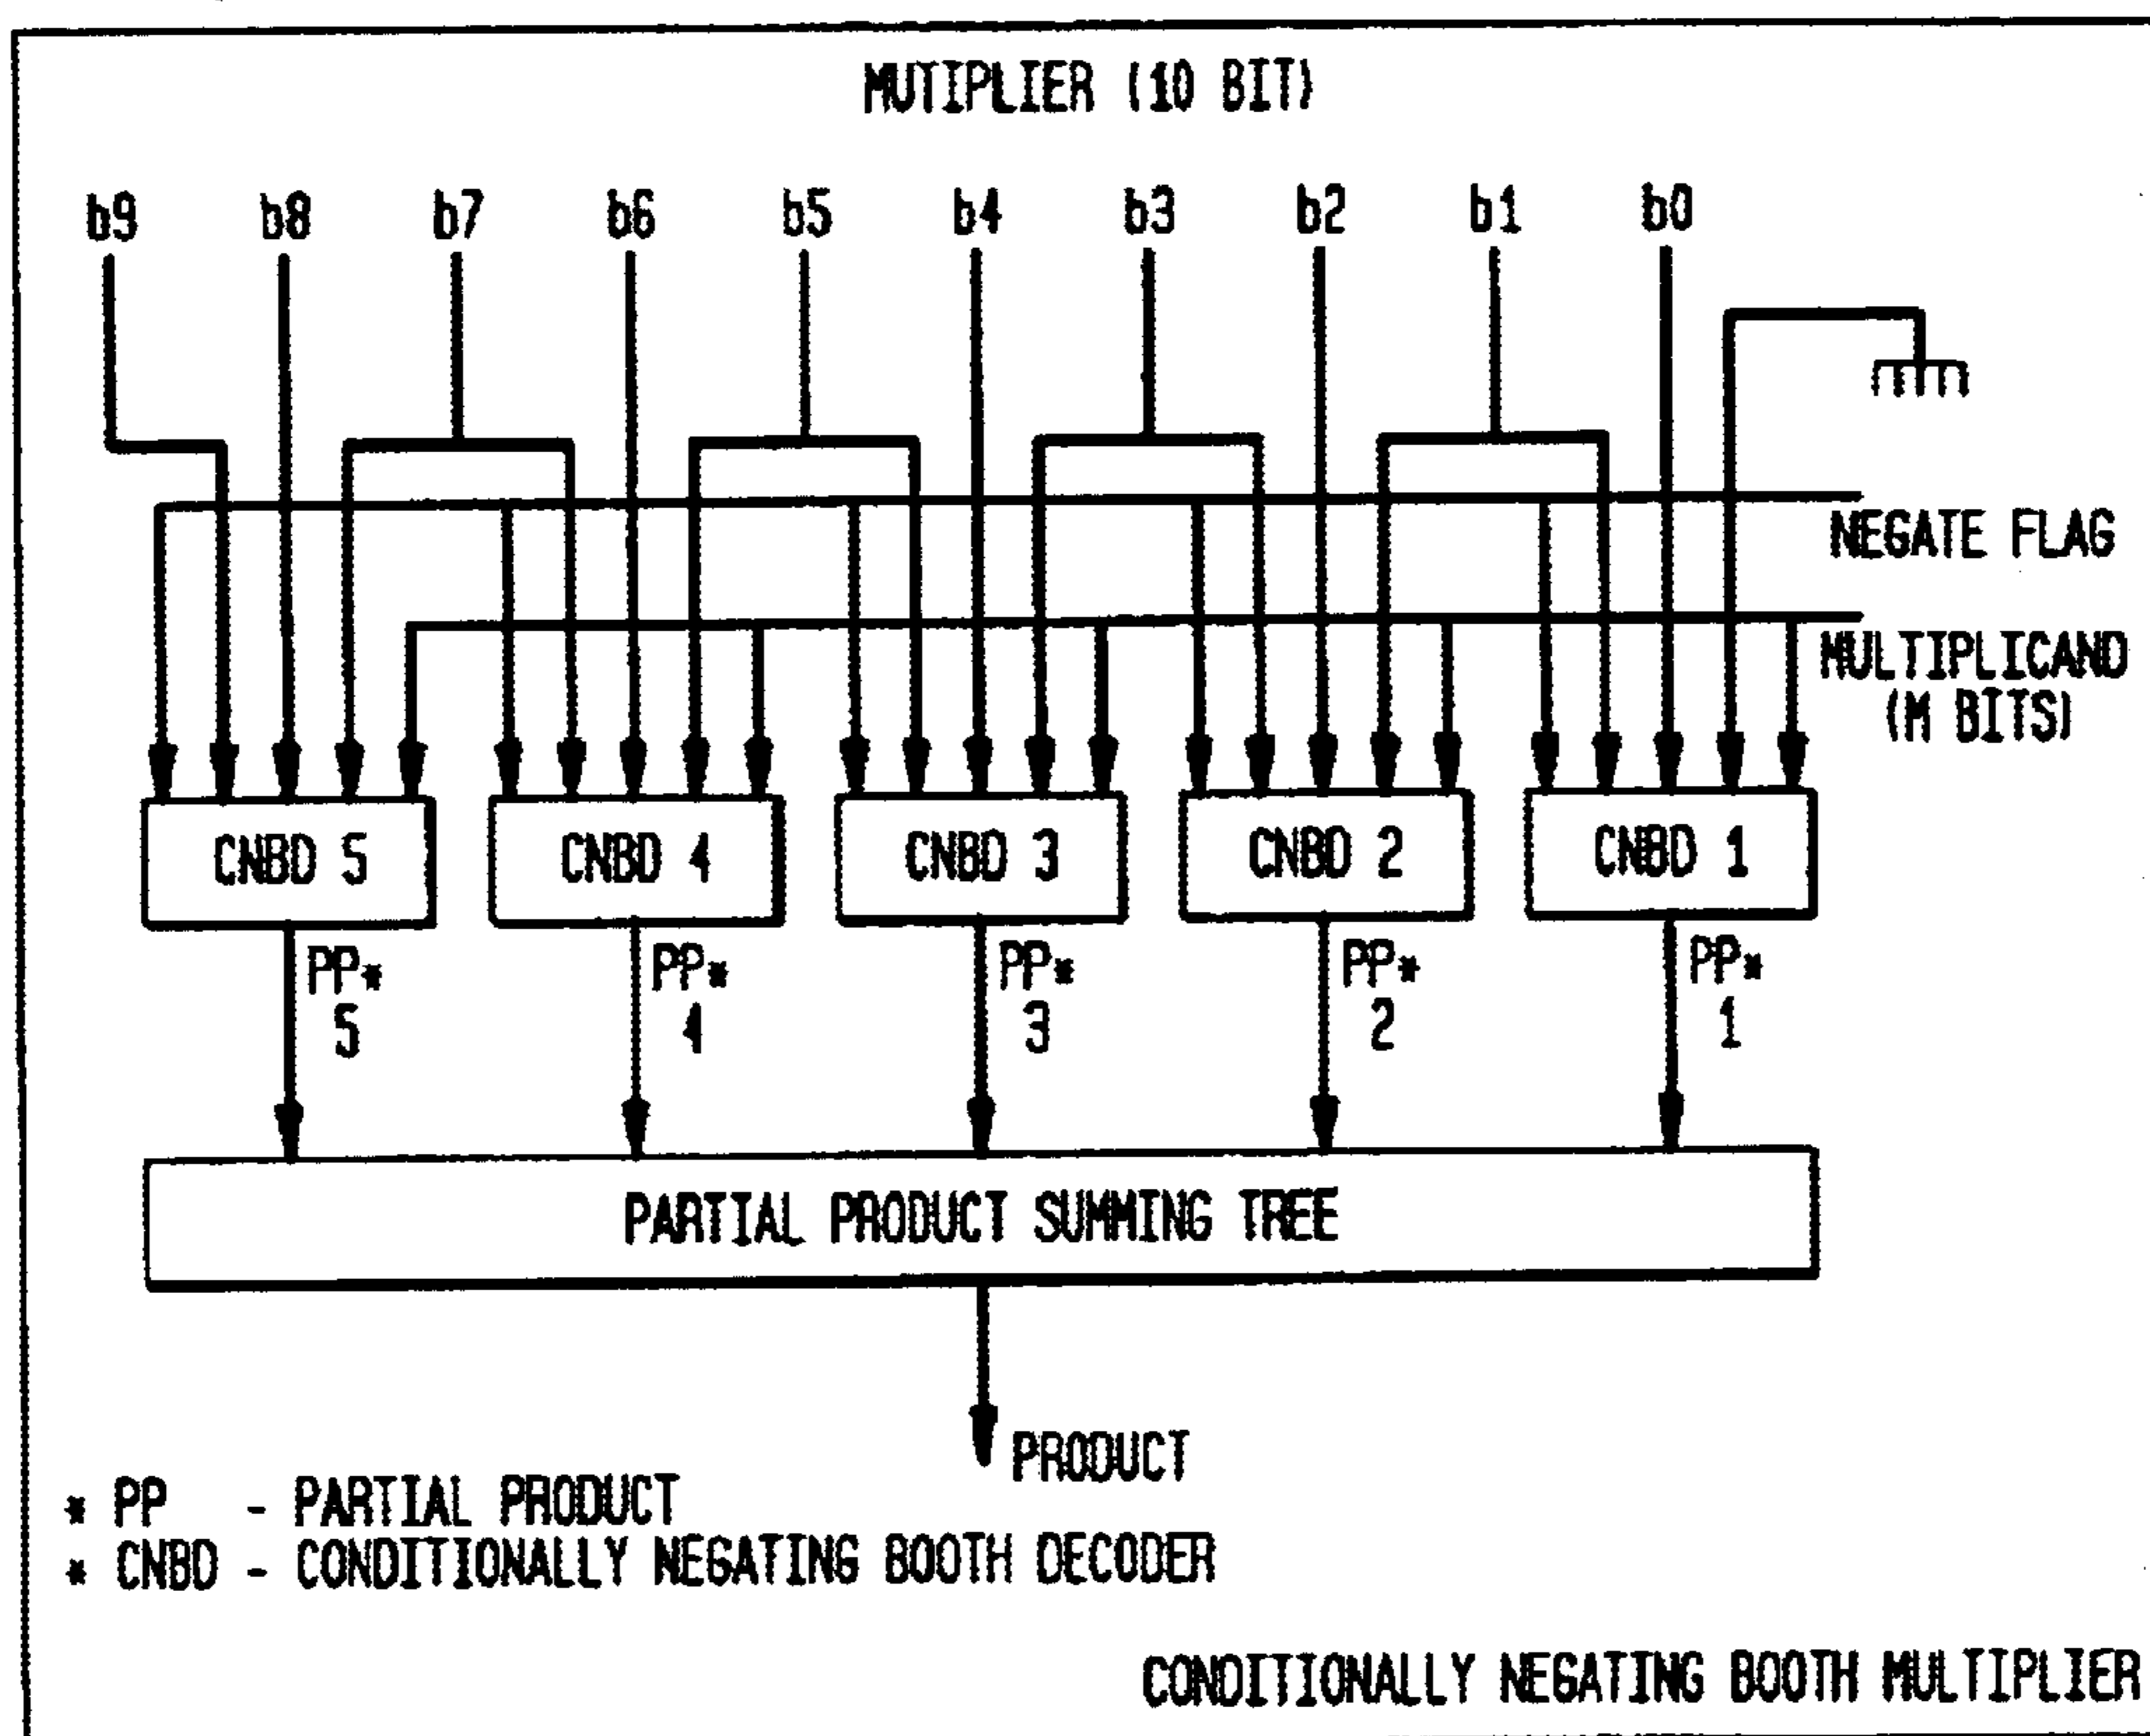 MUTIPLIER (10 BIT)
b9 b8 b7 b6 b5 b4 b3 b2 b1 b0
NEGATE FLAG
MULTIPLICAND
(M BITS)
CNBD 5 CNBD 4 CNBD 3 CNBD 2 CNBD 1
PP* PP* PP* PP* PP*
5 4 3 2 1
PARTIAL PRODUCT SUMMING TREE
PRODUCT
* PP - PARTIAL PRODUCT
* CNBD - CONDITIONALLY NEGATING BOOTH DECODER
CONDITIONALLY NEGATING BOOTH MULTIPLIER